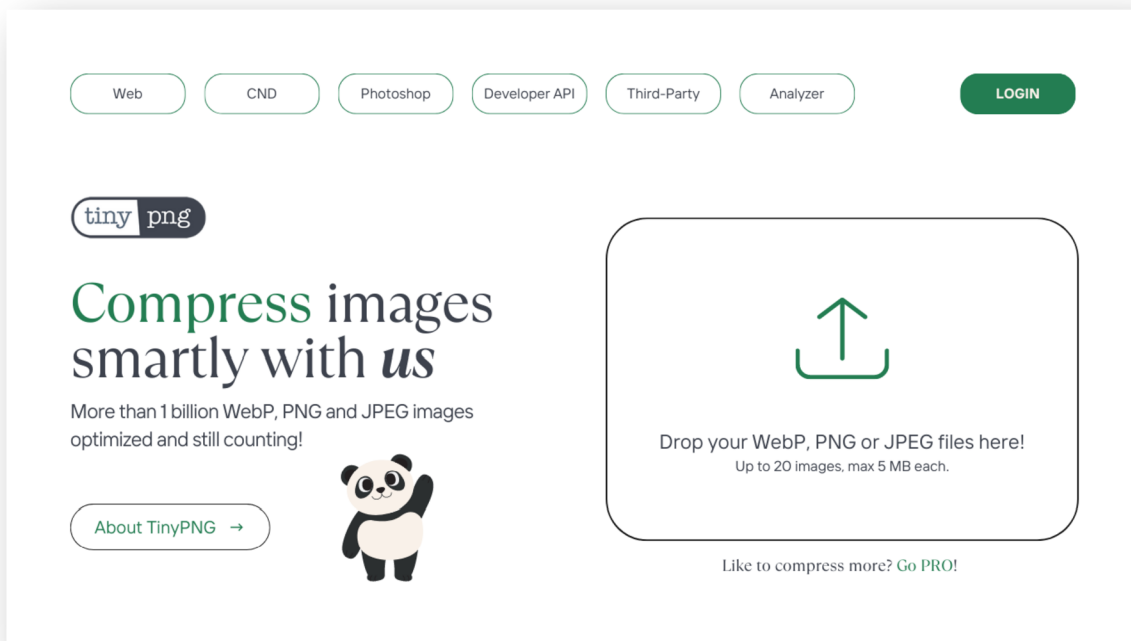 Web
CND
Photoshop
Developer API
Third-Party
Analyzer
LOGIN
tiny png
Compress images
smartly with us
More than 1 billion WebP, PNG and JPEG images
optimized and still counting!
About TinyPNG →
Drop your WebP, PNG or JPEG files here!
Up to 20 images, max 5 MB each.
Like to compress more? Go PRO!